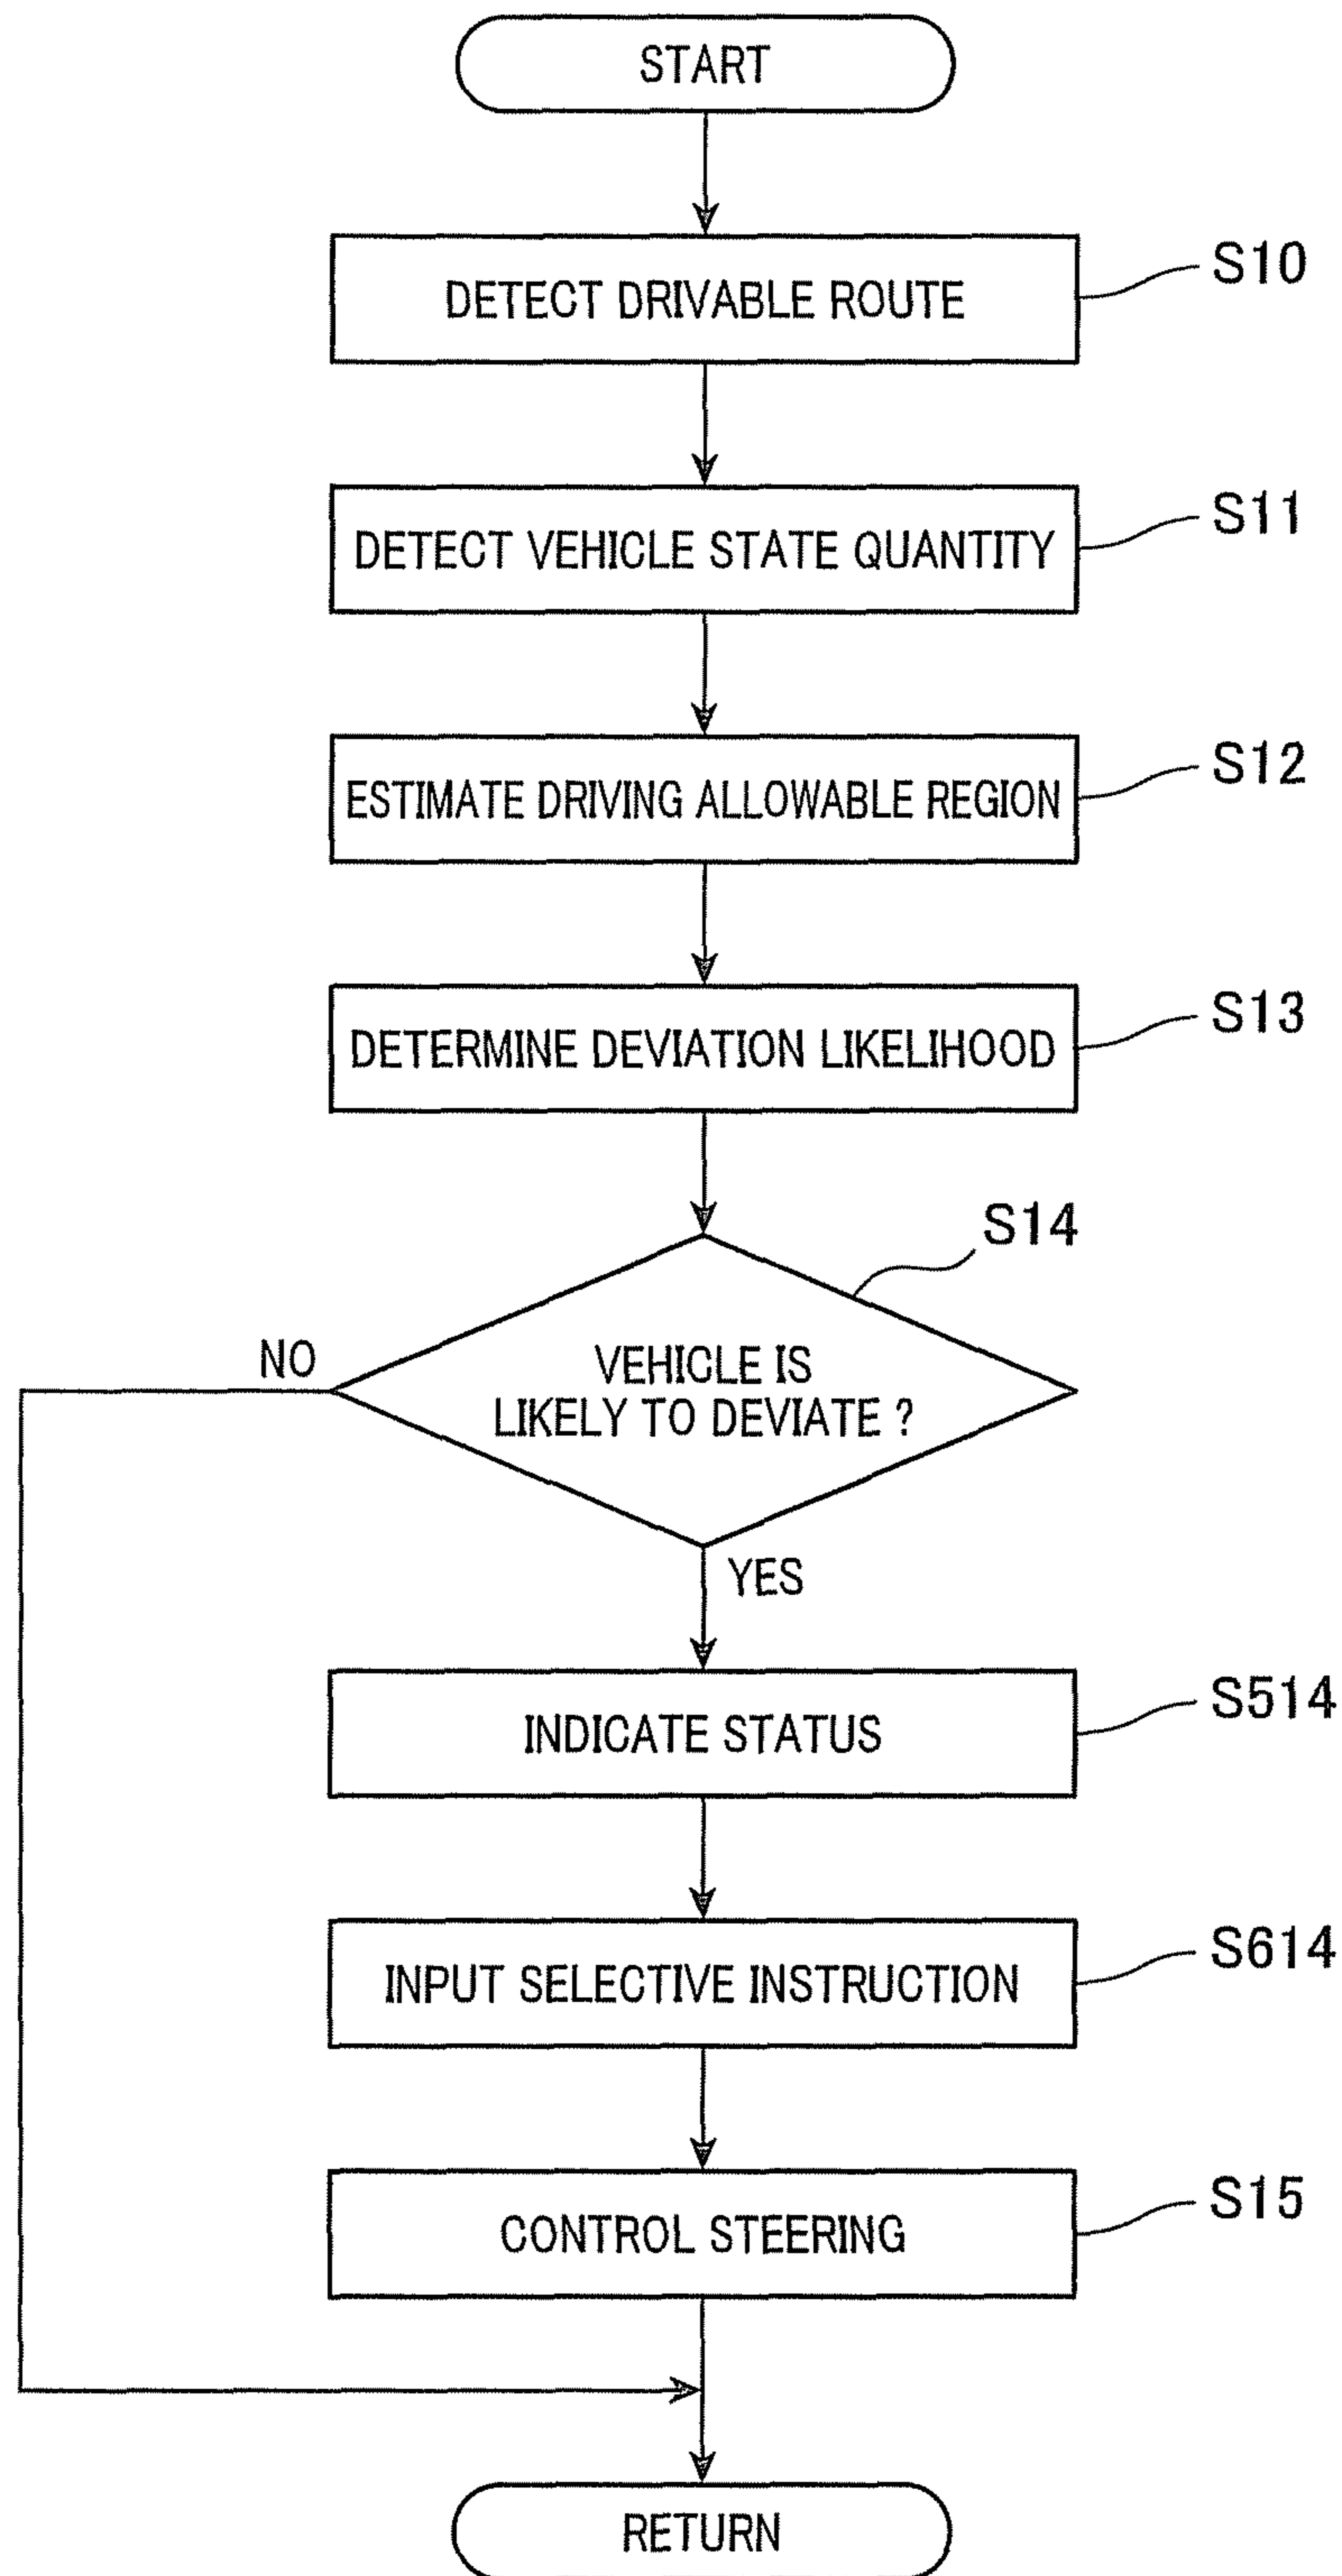 START
DETECT DRIVABLE ROUTE
S10
DETECT VEHICLE STATE QUANTITY
S11
ESTIMATE DRIVING ALLOWABLE REGION
S12
DETERMINE DEVIATION LIKELIHOOD
S13
S14
NO
VEHICLE IS
LIKELY TO DEVIATE ?
YES
INDICATE STATUS
S514
INPUT SELECTIVE INSTRUCTION
S614
CONTROL STEERING
S15
RETURN